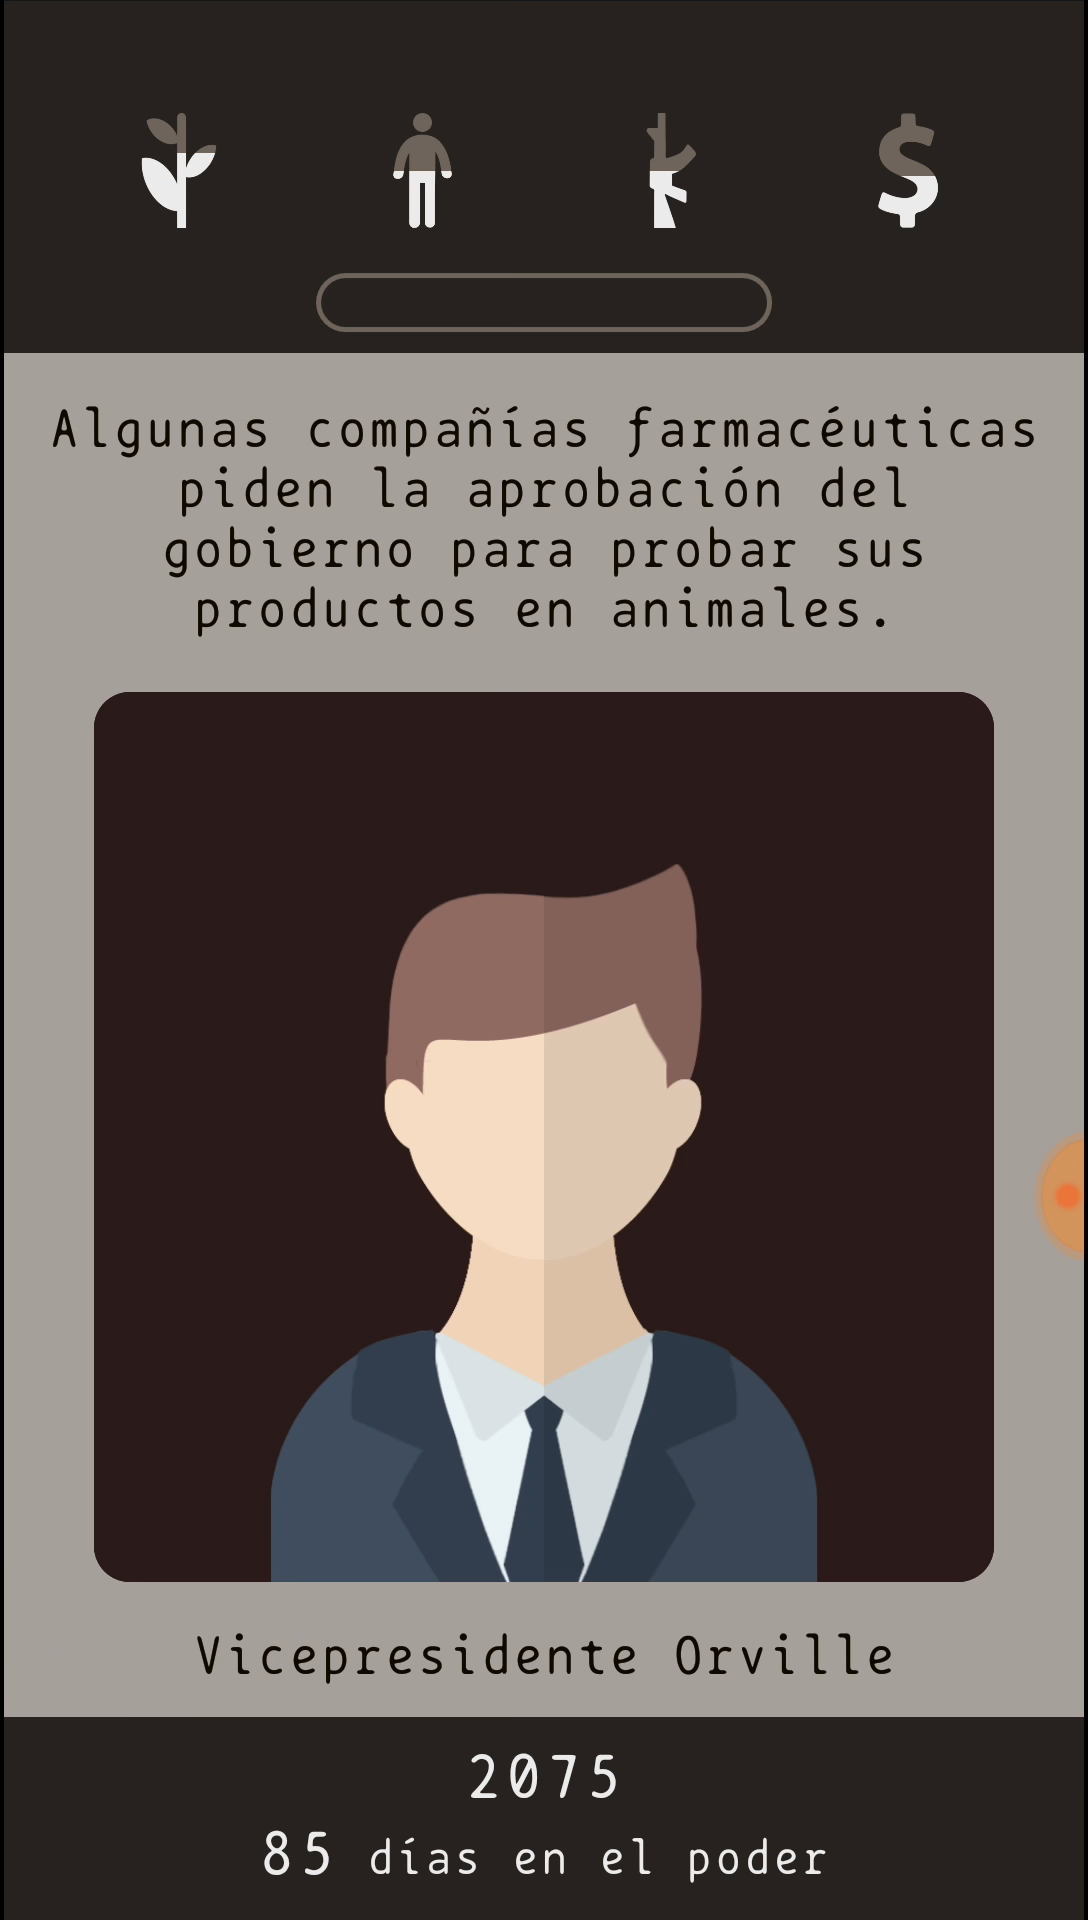 Algunas compañías farmacéuticas
piden la aprobación del
gobierno para probar sus
productos en animales.
Vicepresidente Orville
2075
85 días en el poder